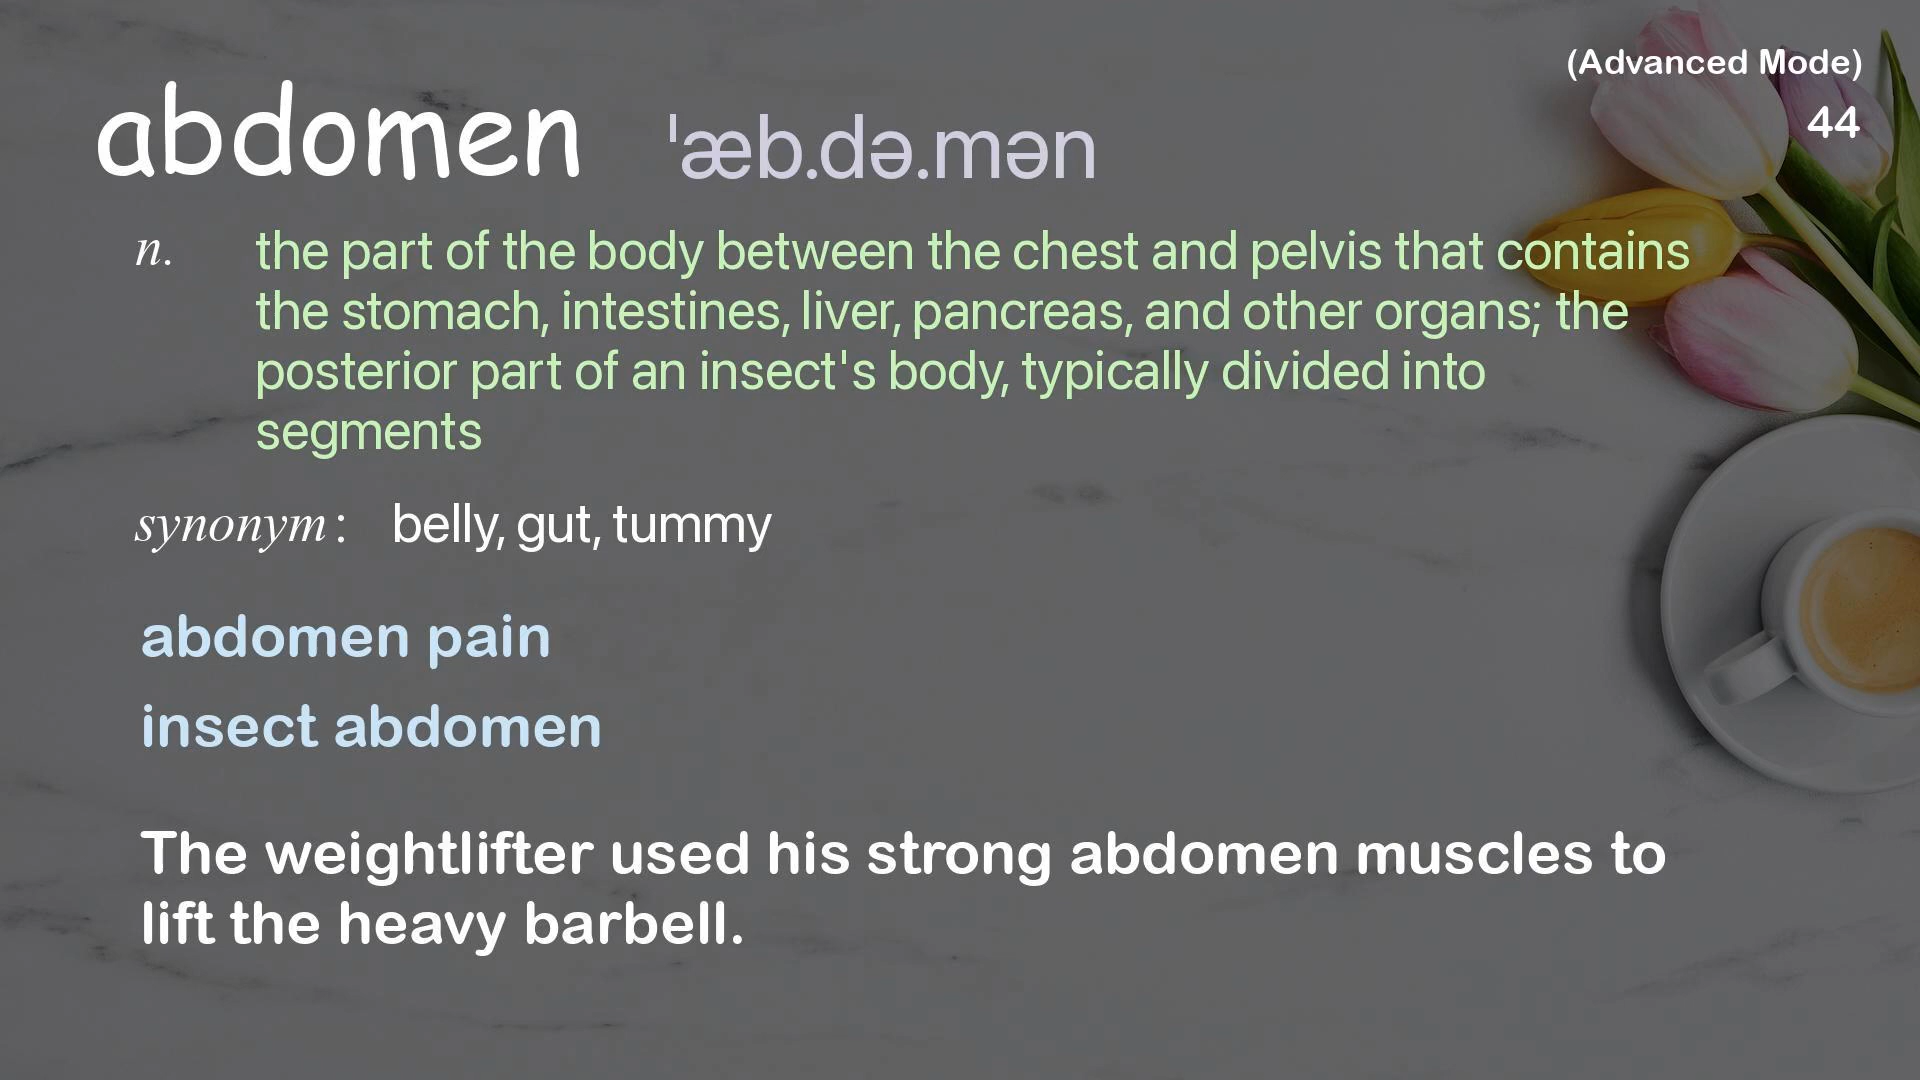 (Advanced Mode)
44
abdomen ˈæb.də.mən
n. the part of the body between the chest and pelvis that contains
the stomach, intestines, liver, pancreas, and other organs; the
posterior part of an insect's body, typically divided into
segments
synonym: belly, gut, tummy
abdomen pain
insect abdomen
The weightlifter used his strong abdomen muscles to
lift the heavy barbell.